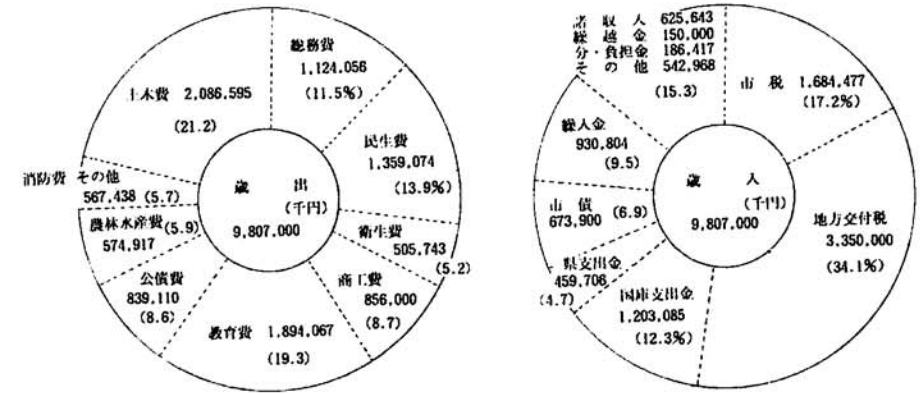 総務費
1,124,056
(11.5%)
民生費
1,359,074
(13.9%)
衛生費
505,743
(5.2)
商工費
856,000
(8.7)
教育費 1,894,067
(19.3)
公債費
839,110
(8.6)
農林水産費 (5.9)
574,917
消防費 その他
567,438 (5.7)
土木費 2,086,595
(21.2)
歳 出
(千円)
9,807,000
市 税 1,684,477
(17.2%)
地方交付税
3,350,000
(34.1%)
国庫支出金
1,203,085
(12.3%)
県支出金
459,706
(4.7)
市 債 (6.9)
673,900
繰入金
930,804
(9.5)
諸 収 入 625,643
繰 越 金 150,000
分・負担金 186,417
そ の 他 542,968
(15.3)
歳 入
(千円)
9,807,000